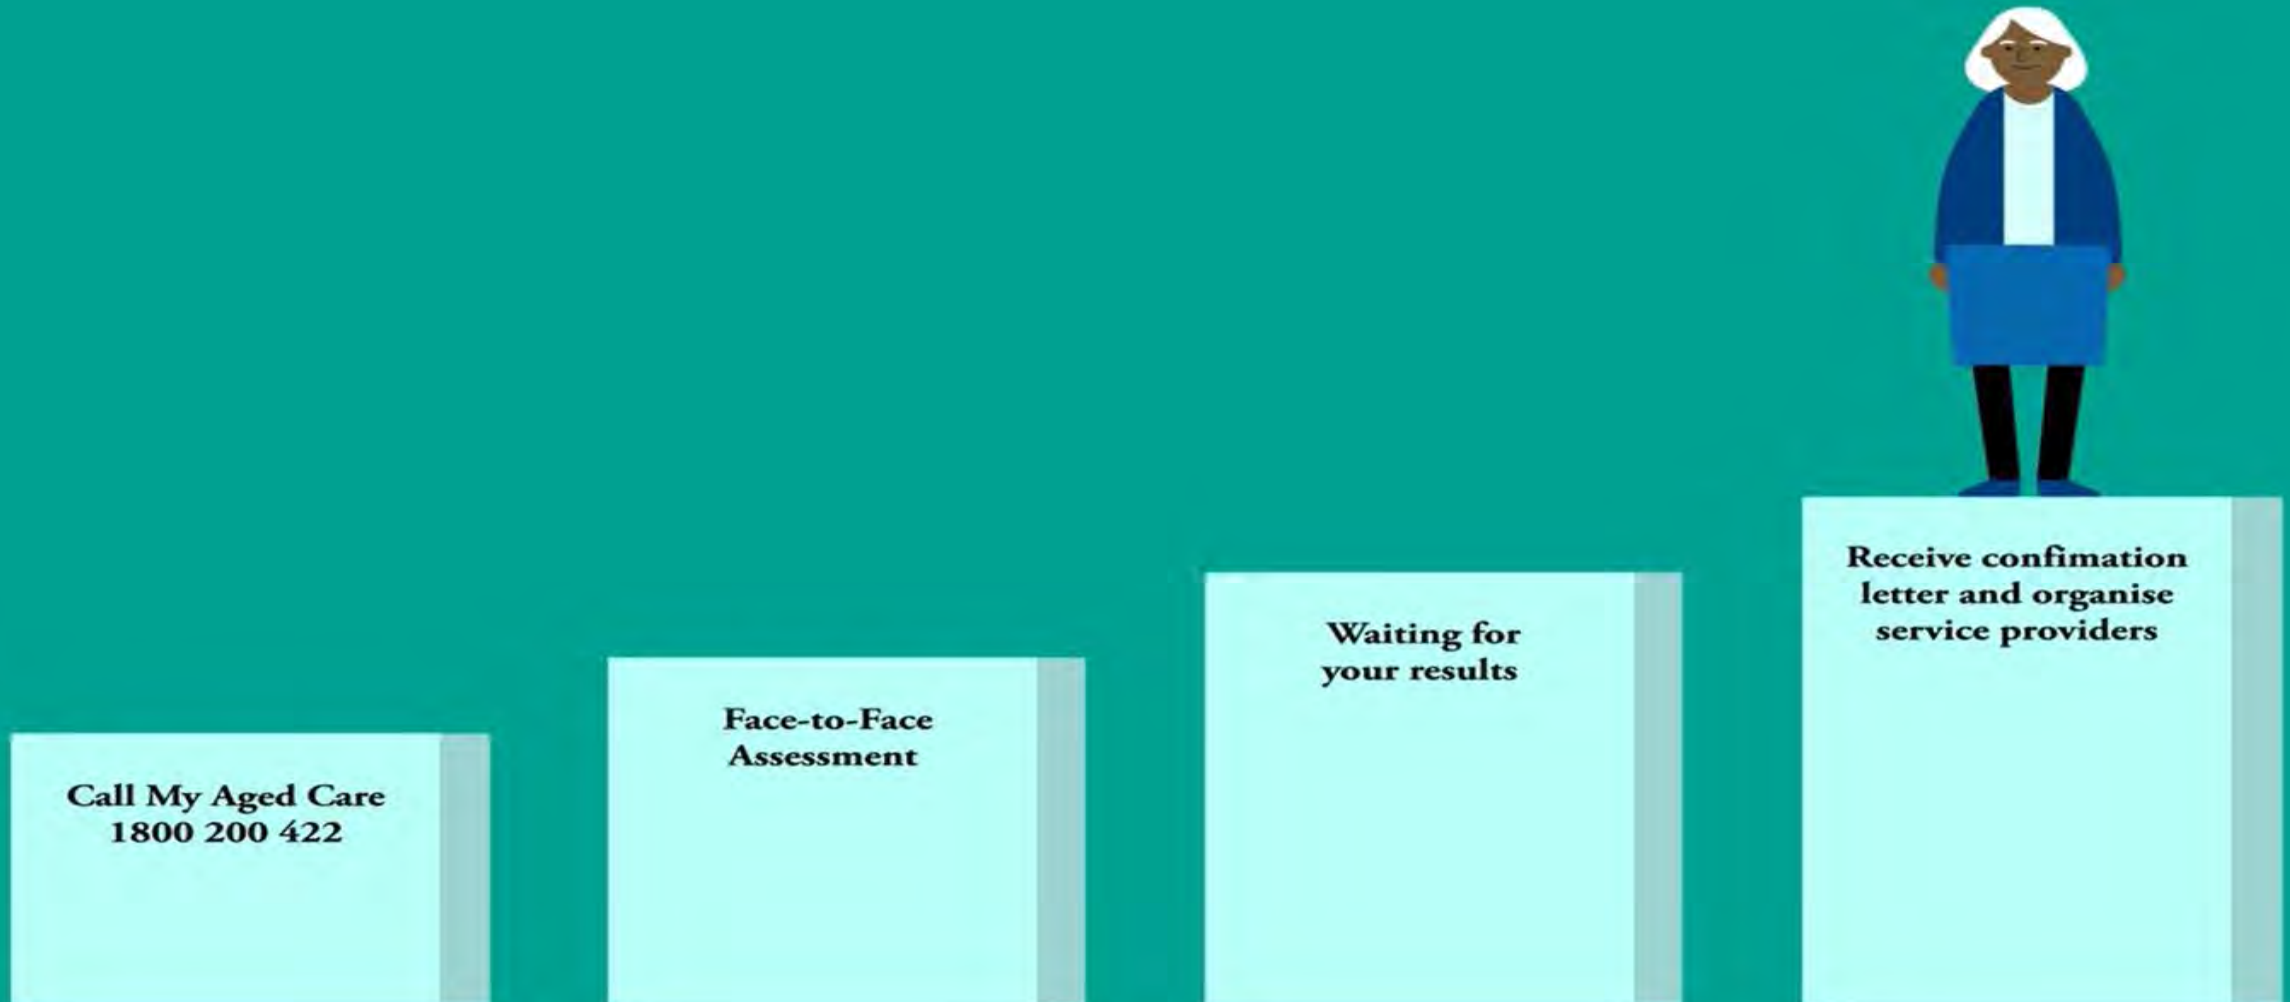 Call My Aged Care
1800 200 422
Face-to-Face
Assessment
Waiting for
your results
Receive confimation
letter and organise
service providers